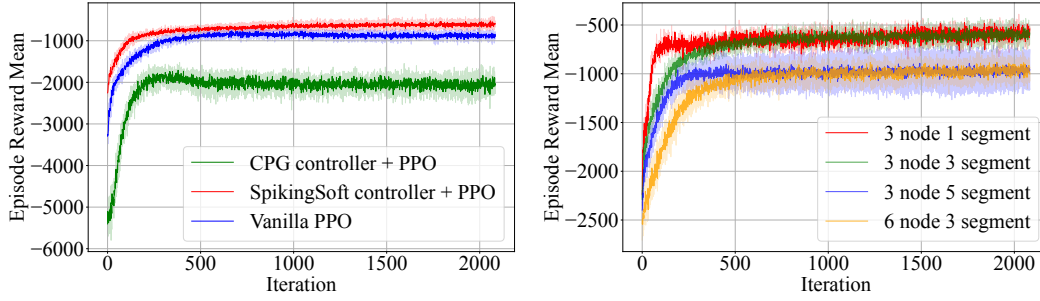 Episode Reward Mean
−1000
−2000
−3000
−4000
−5000
−6000
CPG controller + PPO
SpikingSoft controller + PPO
Vanilla PPO
0
500
1000
1500
2000
Iteration
Episode Reward Mean
−500
−1000
−1500
−2000
−2500
3 node 1 segment
3 node 3 segment
3 node 5 segment
6 node 3 segment
0
500
1000
1500
2000
Iteration